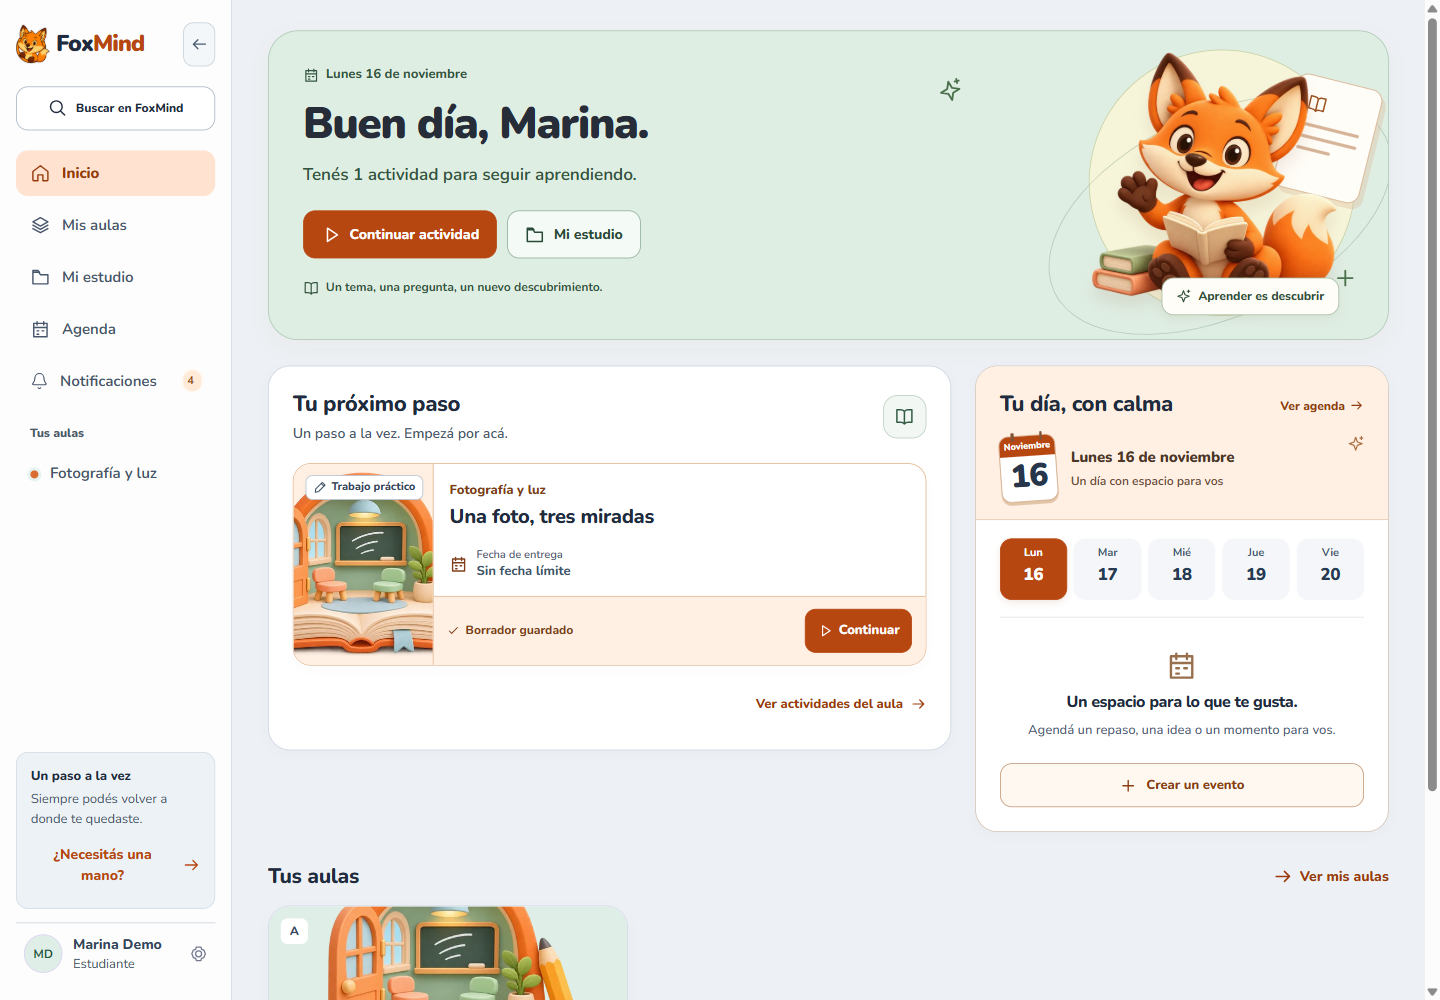 FoxMind
Buscar en FoxMind
Inicio
Mis aulas
Mi estudio
Agenda
Notificaciones 4
Tus aulas
Fotografía y luz
Un paso a la vez
Siempre podés volver a
donde te quedaste.
¿Necesitás una
mano?
MD
Marina Demo
Estudiante
Lunes 16 de noviembre
Buen día, Marina.
Tenés 1 actividad para seguir aprendiendo.
Continuar actividad
Mi estudio
Un tema, una pregunta, un nuevo descubrimiento.
Aprender es descubrir
Tu próximo paso
Un paso a la vez. Empezá por acá.
Trabajo práctico
Fotografía y luz
Una foto, tres miradas
Fecha de entrega
Sin fecha límite
Borrador guardado
Continuar
Ver actividades del aula
Tu día, con calma
Ver agenda
Noviembre
16
Lunes 16 de noviembre
Un día con espacio para vos
Lun Mar Mié Jue Vie
16 17 18 19 20
Un espacio para lo que te gusta.
Agendá un repaso, una idea o un momento para vos.
Crear un evento
Tus aulas
Ver mis aulas
A